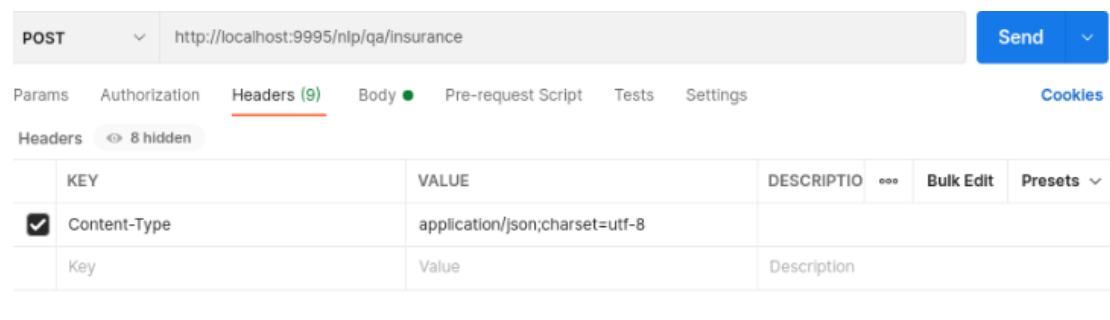 POST http://localhost:9995/nlp/qa/insurance Send
Params Authorization Headers (9) Body Pre-request Script Tests Settings Cookies
Headers 8 hidden
KEY VALUE DESCRIPTIO ooo Bulk Edit Presets
Content-Type application/json;charset=utf-8
Key Value Description